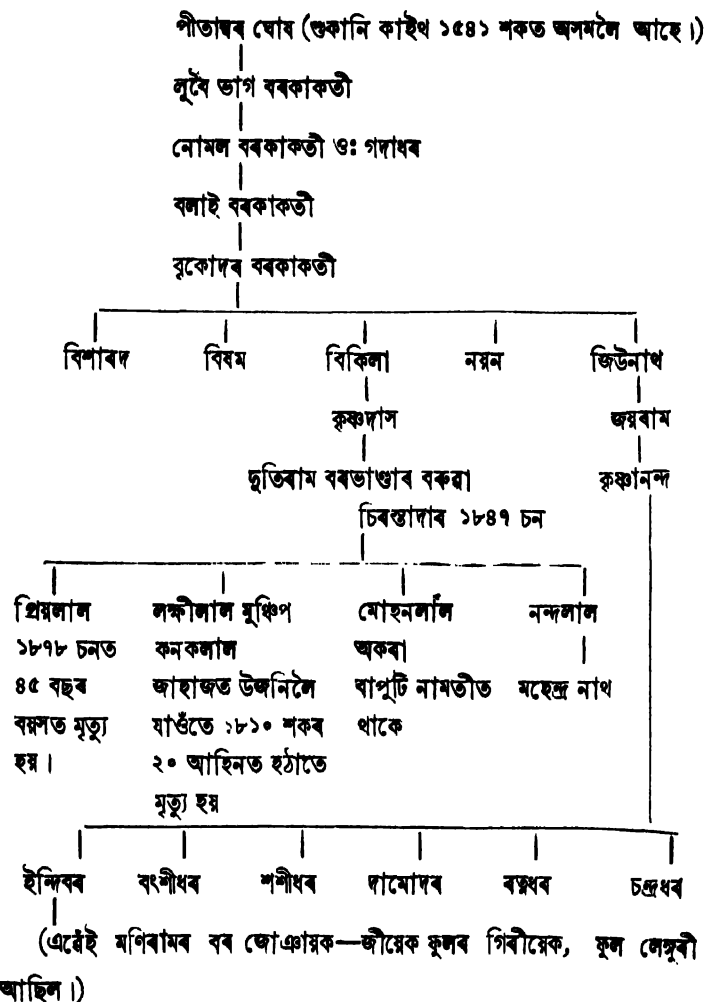 পীতাম্বৰ ঘোষ (শুকানি কাইথ ১৫৪১ শকত অসমলৈ আহে।)
লুবৈ ভাগ বৰকাকতী
নোমল বৰকাকতী ওঃ গদাধৰ
বলাই বৰকাকতী
বৃকোদৰ বৰকাকতী
বিশাৰদ বিষম বিকিলা নয়ন জিউনাথ
কৃষ্ণদাস জয়ৰাম
দুতিৰাম বৰভাণ্ডাৰ বৰুৱা কৃষ্ণানন্দ
চিৰস্তাদাৰ ১৮৪৭ চন
প্ৰিয়লাল লক্ষীলাল মুঞ্চিপ মোহনলাল নন্দলাল
১৮৭৮ চনত কনকলাল অকৰা
৪৫ বছৰ জাহাজত উজনিলৈ বাপুটি নামতীত মহেন্দ্ৰ নাথ
বয়সত মৃত্যু যাওঁতে ১৮১০ শকৰ থাকে
হয়। ২০ আহিনত হঠাতে
মৃত্যু হয়
ইন্দিবৰ বংশীধৰ শশীধৰ দামোদৰ ৰত্নধৰ চন্দ্ৰধৰ
(এৱেঁই মণিৰামৰ বৰ জোঞায়ক—জীয়েক ফুলৰ গিৰীয়েক, ফুল লেঙ্গুৰী
আছিল।)